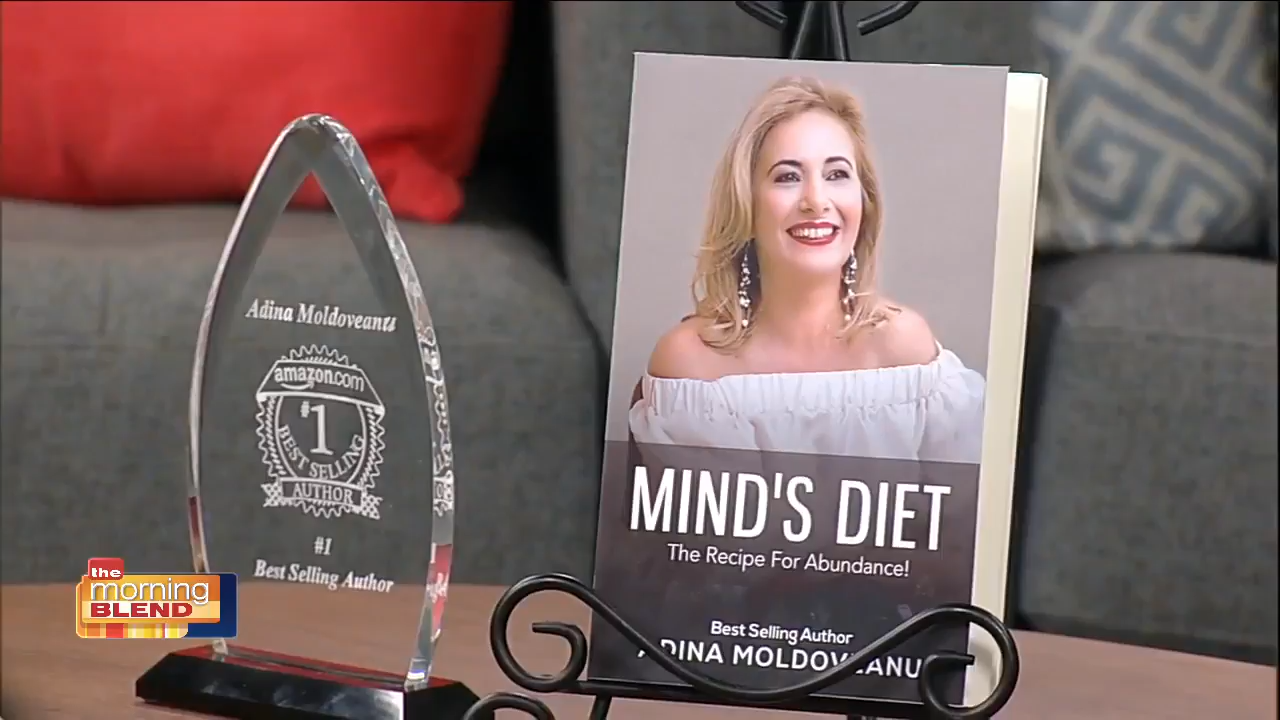 Adina Moldoveanu
amazon.com
#1
BEST SELLING
AUTHOR
#1
Best Selling Author
MIND'S DIET
The Recipe For Abundance!
Best Selling Author
ADINA MOLDOVEANU
the
morning
BLEND